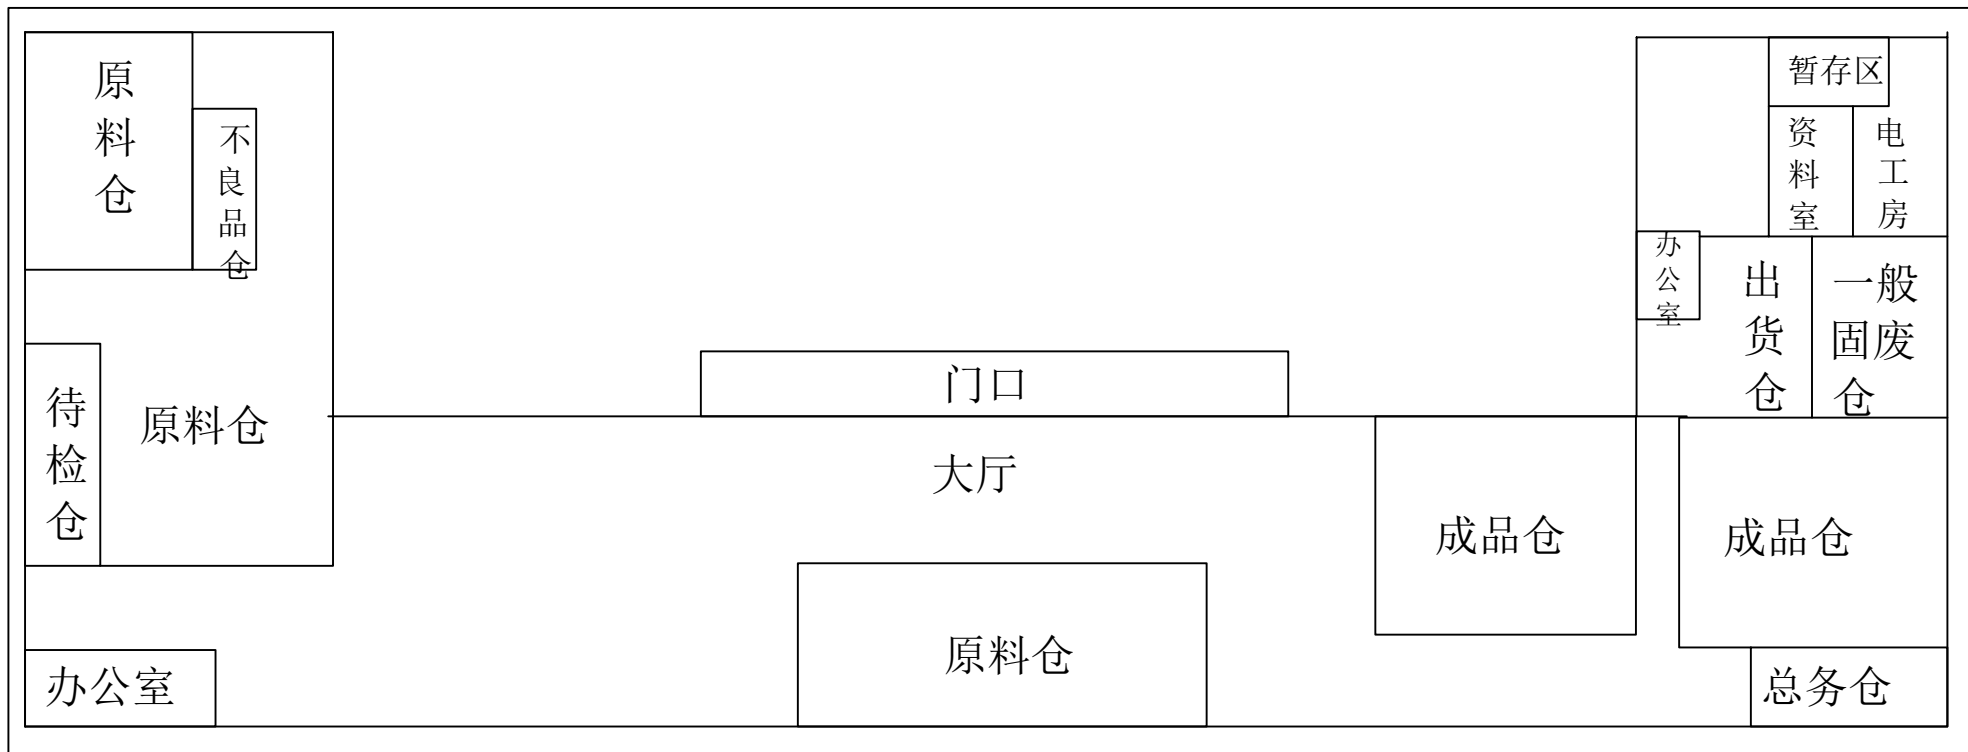 原料仓
不良品仓
待检仓
原料仓
办公室
门口
大厅
原料仓
成品仓
暂存区
资料室
电工房
办公室
出货仓
一般
固废
仓
成品仓
总务仓